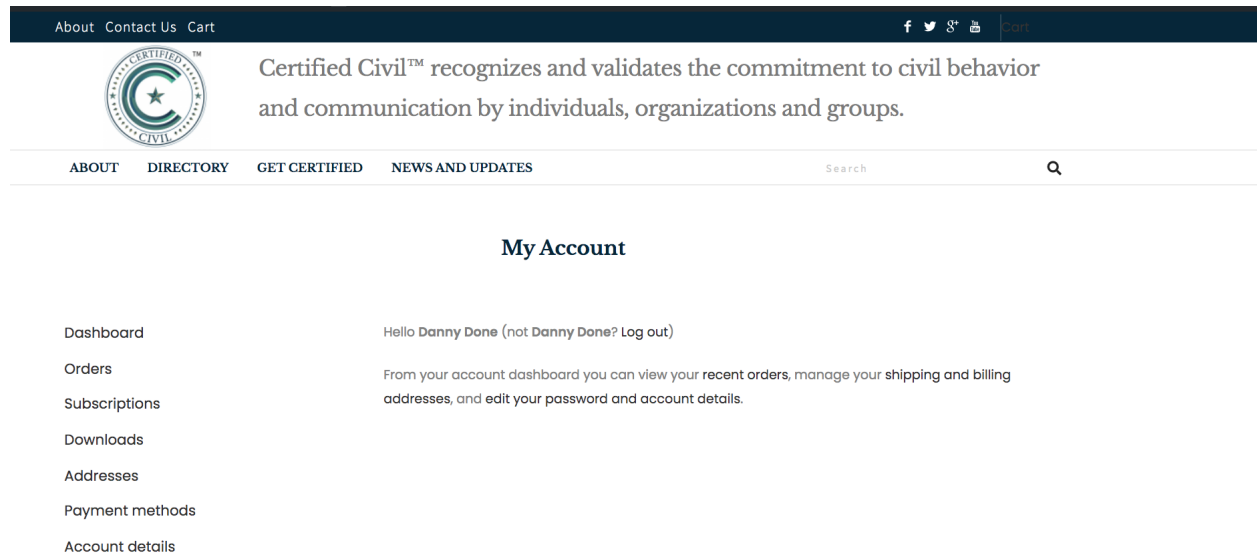 About Contact Us Cart
Cart
CERTIFIED
TM
CIVIL
Certified Civil™ recognizes and validates the commitment to civil behavior
and communication by individuals, organizations and groups.
ABOUT DIRECTORY GET CERTIFIED NEWS AND UPDATES Search
My Account
Dashboard
Orders
Subscriptions
Downloads
Addresses
Payment methods
Account details
Hello Danny Done (not Danny Done? Log out)
From your account dashboard you can view your recent orders, manage your shipping and billing
addresses, and edit your password and account details.